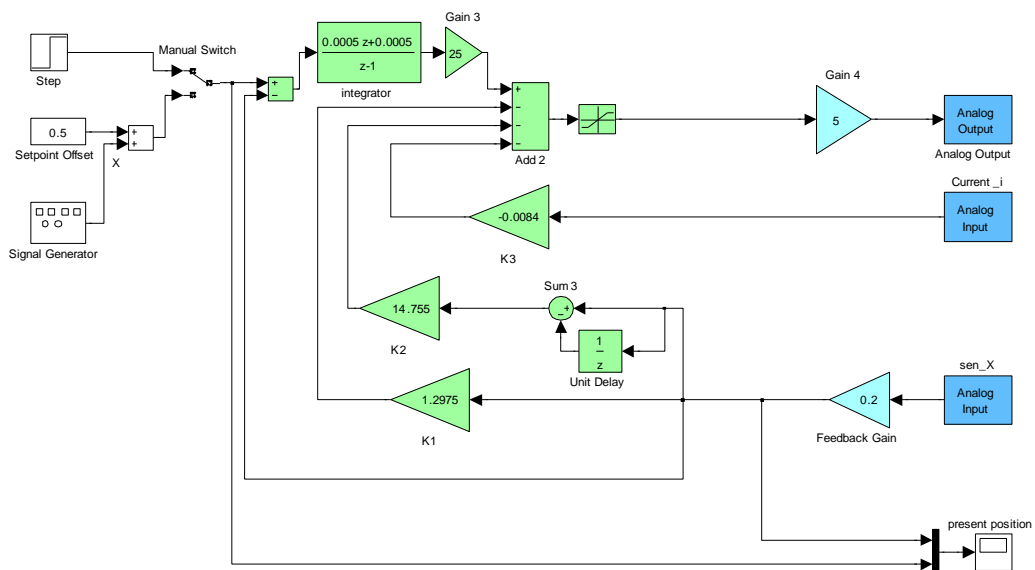 Step
Manual Switch
0.5
Setpoint Offset
+
+
X
Signal Generator
+
−
0.0005 z+0.0005
z-1
integrator
Gain 3
25
+
−
−
−
Add 2
Gain 4
5
Analog
Output
Analog Output
Current _i
Analog
Input
-0.0084
K3
Sum 3
+
−
14.755
K2
1
z
Unit Delay
sen_X
Analog
Input
0.2
Feedback Gain
1.2975
K1
present position